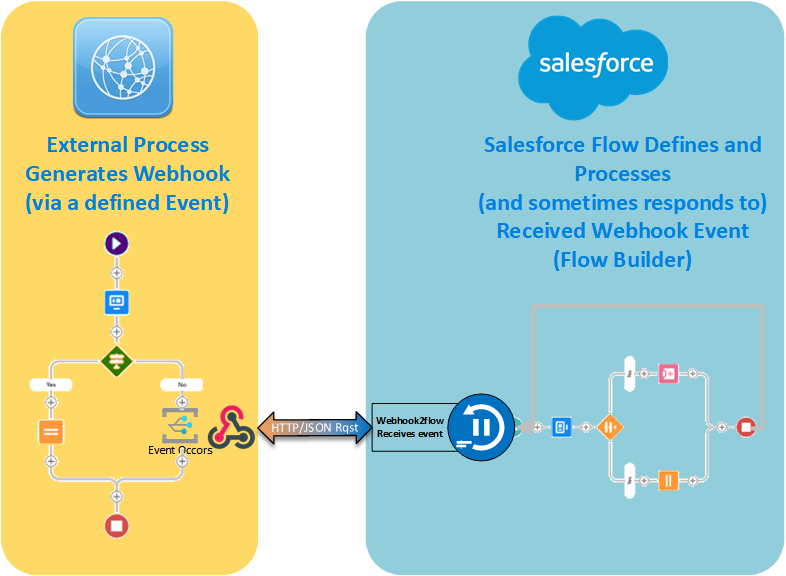 External Process
Generates Webhook
(via a defined Event)
Yes
No
Event Occors
HTTP/JSON Rqst
salesforce
Salesforce Flow Defines and
Processes
(and sometimes responds to)
Received Webhook Event
(Flow Builder)
Webhook2flow
Receives event